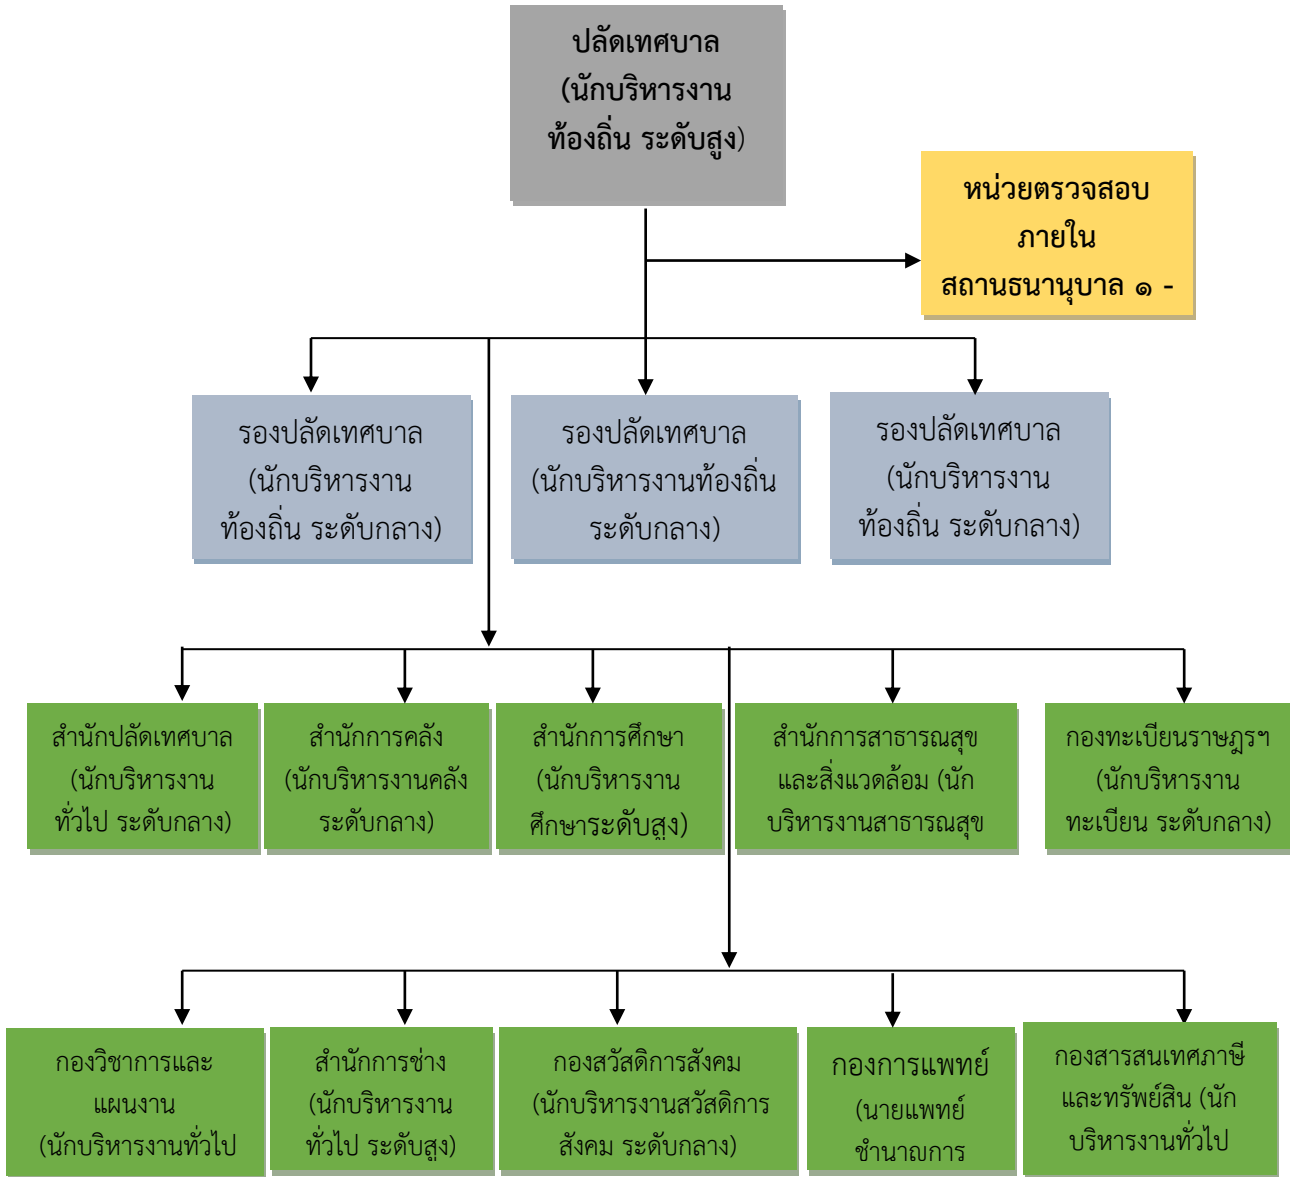 ปลัดเทศบาล
(นักบริหารงาน
ท้องถิ่น ระดับสูง)
หน่วยตรวจสอบ
ภายใน
สถานธนานุบาล ๑ -
รองปลัดเทศบาล
(นักบริหารงาน
ท้องถิ่น ระดับกลาง)
รองปลัดเทศบาล
(นักบริหารงานท้องถิ่น
ระดับกลาง)
รองปลัดเทศบาล
(นักบริหารงาน
ท้องถิ่น ระดับกลาง)
สำนักปลัดเทศบาล
(นักบริหารงาน
ทั่วไป ระดับกลาง)
สำนักการคลัง
(นักบริหารงานคลัง
ระดับกลาง)
สำนักการศึกษา
(นักบริหารงาน
ศึกษาระดับสูง)
สำนักการสาธารณสุข
และสิ่งแวดล้อม (นัก
บริหารงานสาธารณสุข
กองทะเบียนราษฎรฯ
(นักบริหารงาน
ทะเบียน ระดับกลาง)
กองวิชาการและ
แผนงาน
(นักบริหารงานทั่วไป
สำนักการช่าง
(นักบริหารงาน
ทั่วไป ระดับสูง)
กองสวัสดิการสังคม
(นักบริหารงานสวัสดิการ
สังคม ระดับกลาง)
กองการแพทย์
(นายแพทย์
ชำนาญการ
กองสารสนเทศภาษี
และทรัพย์สิน (นัก
บริหารงานทั่วไป